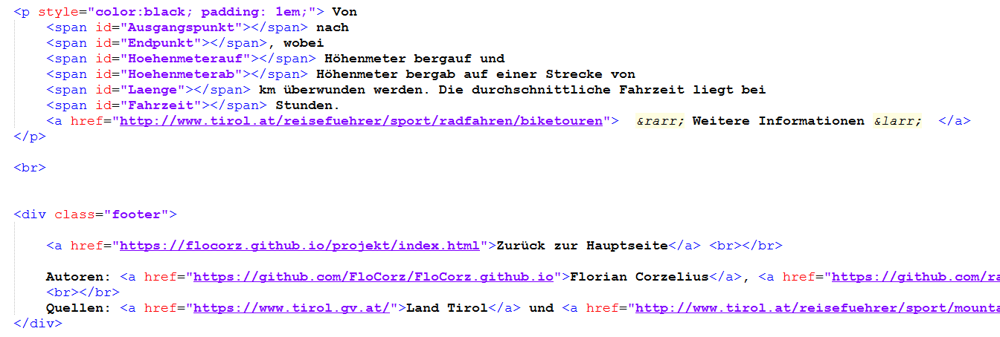 <p style="color:black; padding: 1em;"> Von
<span id="Ausgangspunkt"></span> nach
<span id="Endpunkt"></span>, wobei
<span id="Hoehenmeterauf"></span> Höhenmeter bergauf und
<span id="Hoehenmeterab"></span> Höhenmeter bergab auf einer Strecke von
<span id="Laenge"></span> km überwunden werden. Die durchschnittliche Fahrzeit liegt bei
<span id="Fahrzeit"></span> Stunden.
<a href="http://www.tirol.at/reisefuehrer/sport/radfahren/biketouren">  &rarr; Weitere Informationen &larr;  </a>
</p>
<br>
<div class="footer">
<a href="https://flocorz.github.io/projekt/index.html">Zurück zur Hauptseite</a> <br></br>
Autoren: <a href="https://github.com/FloCorz/FloCorz.github.io">Florian Corzelius</a>, <a href="https://github.com/ra
<br></br>
Quellen: <a href="https://www.tirol.gv.at/">Land Tirol</a> und <a href="http://www.tirol.at/reisefuehrer/sport/mounta
</div>